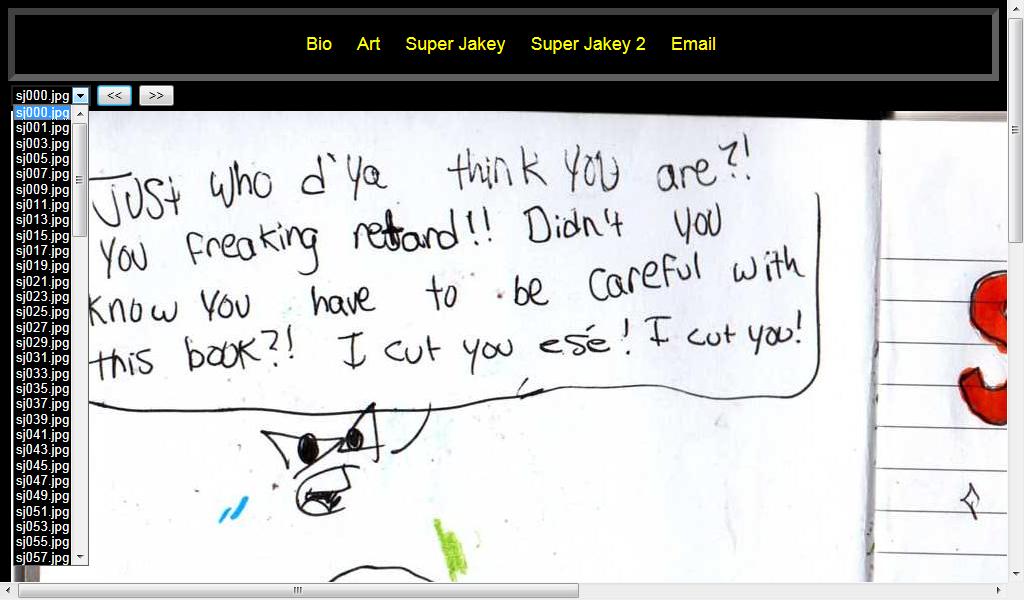 Bio Art Super Jakey Super Jakey 2 Email
sj000.jpg << >>
sj000.jpg
sj001.jpg
sj003.jpg
sj005.jpg
sj007.jpg
sj009.jpg
sj011.jpg
sj013.jpg
sj015.jpg
sj017.jpg
sj019.jpg
sj021.jpg
sj023.jpg
sj025.jpg
sj027.jpg
sj029.jpg
sj031.jpg
sj033.jpg
sj035.jpg
sj037.jpg
sj039.jpg
sj041.jpg
sj043.jpg
sj045.jpg
sj047.jpg
sj049.jpg
sj051.jpg
sj053.jpg
sj055.jpg
sj057.jpg
JUSt who d'ya think YOU are?!
You freaking retard!! Didn't you
know YOU have to be careful with
this book?! I cut you esé! I cut you!